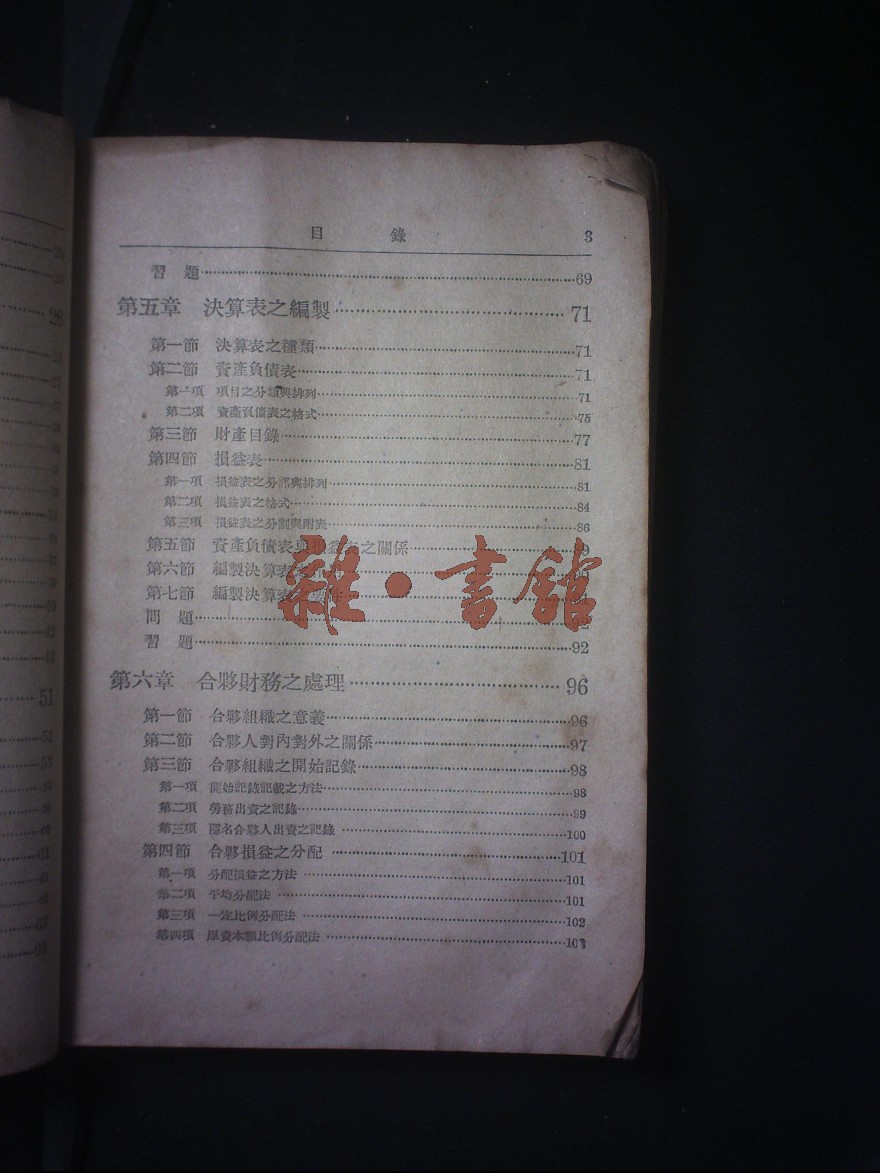 目 錄 3
習 題 69
第五章 決算表之編製 71
第一節 決算表之種類 71
第二節 資產負債表 71
第一項 項目之分類與排列 71
第二項 資產負債表之格式 75
第三節 財產目錄 77
第四節 損益表 81
第一項 損益表之分部與排列 81
第二項 損益表之格式 84
第三項 損益表之分割與附表 86
第五節 資產負債表與損益表之關係
第六節 編製決算表
第七節 編製決算表
雜·書館
問 題
習 題 92
第六章 合夥財務之處理 96
第一節 合夥組織之意義 96
第二節 合夥人對內對外之關係 97
第三節 合夥組織之開始記錄 98
第一項 開始記錄記載之方法 98
第二項 勞務出資之記錄 99
第三項 隱名合夥人出資之記錄 100
第四節 合夥損益之分配 101
第一項 分配損益之方法 101
第二項 平均分配法 101
第三項 一定比例分配法 102
第四項 原資本額比例分配法 103